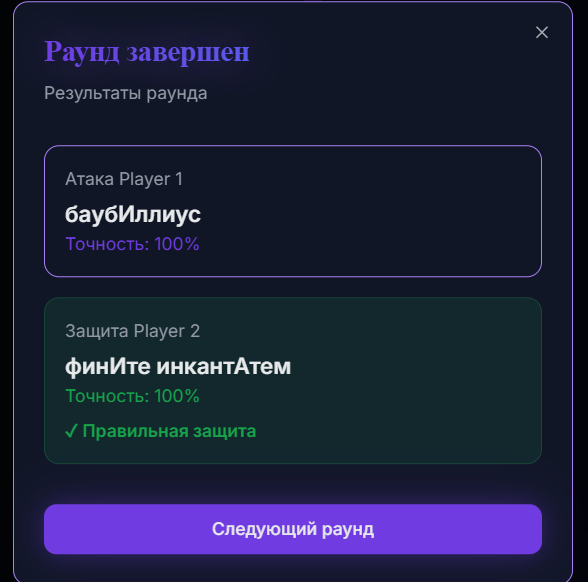 Раунд завершен
Результаты раунда
Атака Player 1
баубИллиус
Точность: 100%
Защита Player 2
финИте инкантАтем
Точность: 100%
✓ Правильная защита
Следующий раунд